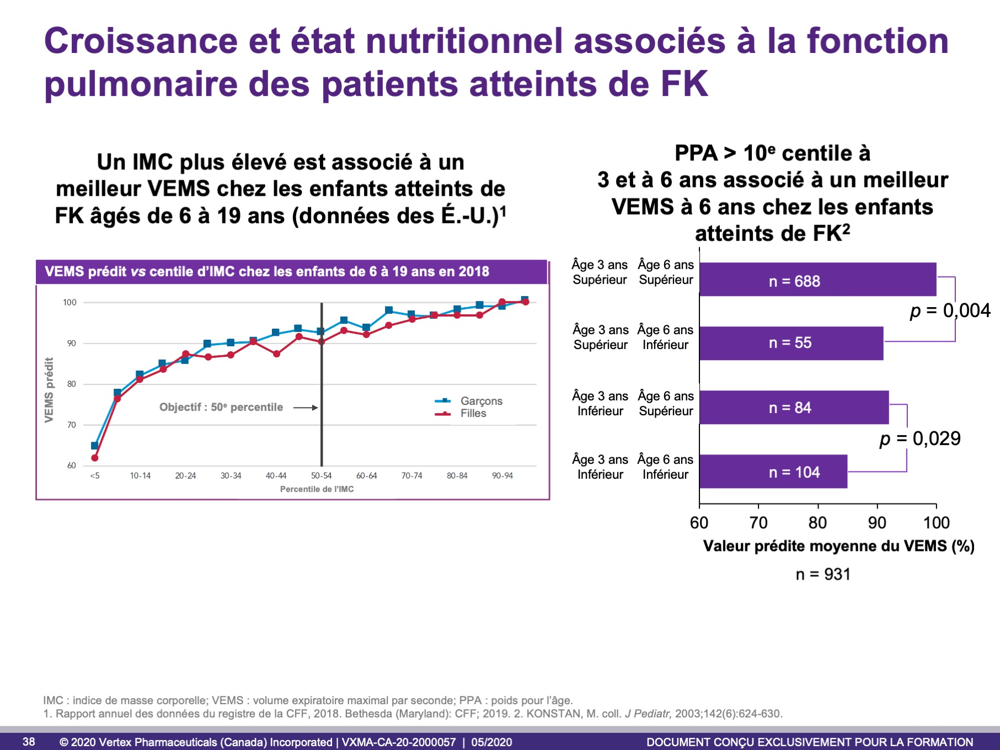 Croissance et état nutritionnel associés à la fonction
pulmonaire des patients atteints de FK
Un IMC plus élevé est associé à un
meilleur VEMS chez les enfants atteints de
FK âgés de 6 à 19 ans (données des É.-U.)¹
VEMS prédit vs centile d'IMC chez les enfants de 6 à 19 ans en 2018
100
90
80
70
60
VEMS prédit
Objectif : 50ᵉ percentile
Garçons
Filles
<5
10-14
20-24
30-34
40-44
50-54
60-64
70-74
80-84
90-94
Percentile de l'IMC
PPA > 10ᵉ centile à
3 et à 6 ans associé à un meilleur
VEMS à 6 ans chez les enfants
atteints de FK²
Âge 3 ans Âge 6 ans
Supérieur Supérieur
n = 688
p = 0,004
Âge 3 ans Âge 6 ans
Supérieur Inférieur
n = 55
Âge 3 ans Âge 6 ans
Inférieur Supérieur
n = 84
p = 0,029
Âge 3 ans Âge 6 ans
Inférieur Inférieur
n = 104
60 70 80 90 100
Valeur prédite moyenne du VEMS (%)
n = 931
IMC : indice de masse corporelle; VEMS : volume expiratoire maximal par seconde; PPA : poids pour l'âge.
1. Rapport annuel des données du registre de la CFF, 2018. Bethesda (Maryland): CFF; 2019. 2. KONSTAN, M. coll. J Pediatr, 2003;142(6):624-630.
38 © 2020 Vertex Pharmaceuticals (Canada) Incorporated | VXMA-CA-20-2000057 | 05/2020 DOCUMENT CONÇU EXCLUSIVEMENT POUR LA FORMATION